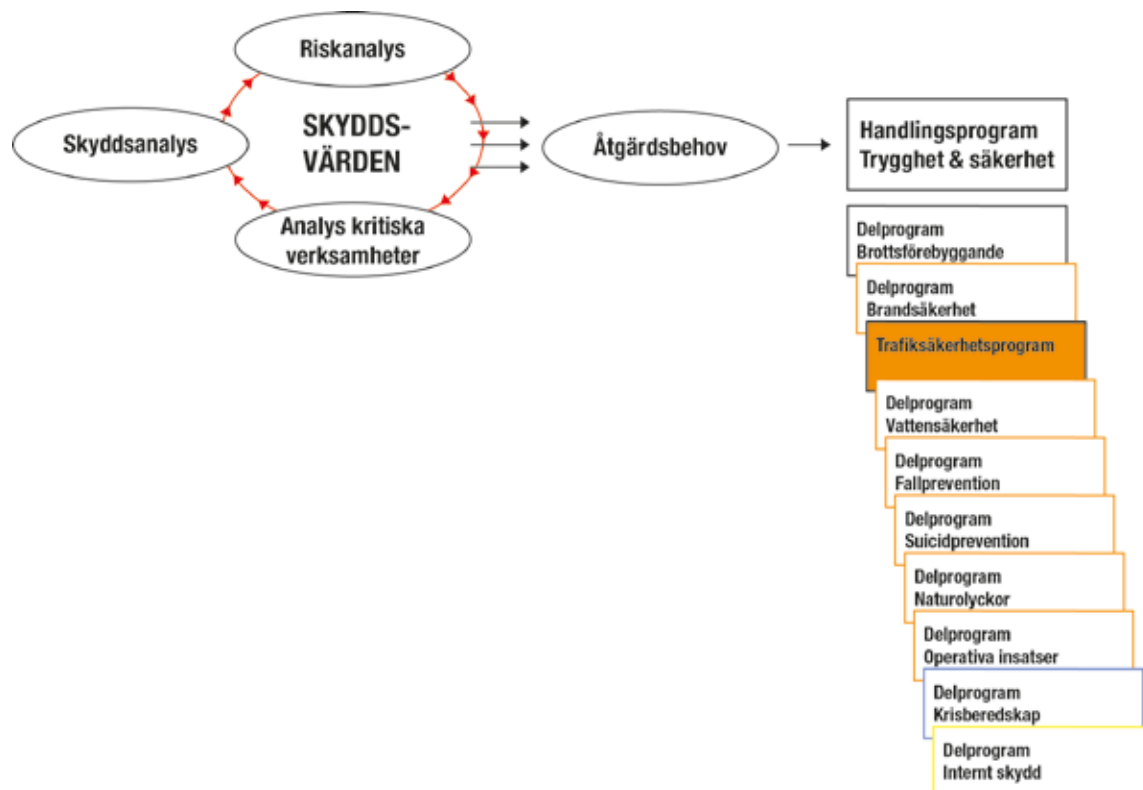 Riskanalys
Skyddsanalys
SKYDDS-
VÄRDEN
Analys kritiska
verksamheter
Åtgärdsbehov
Handlingsprogram
Trygghet & säkerhet
Delprogram
Brottsförebyggande
Delprogram
Brandsäkerhet
Trafiksäkerhetsprogram
Delprogram
Vattensäkerhet
Delprogram
Fallprevention
Delprogram
Suicidprevention
Delprogram
Naturolyckor
Delprogram
Operativa insatser
Delprogram
Krisberedskap
Delprogram
Internt skydd